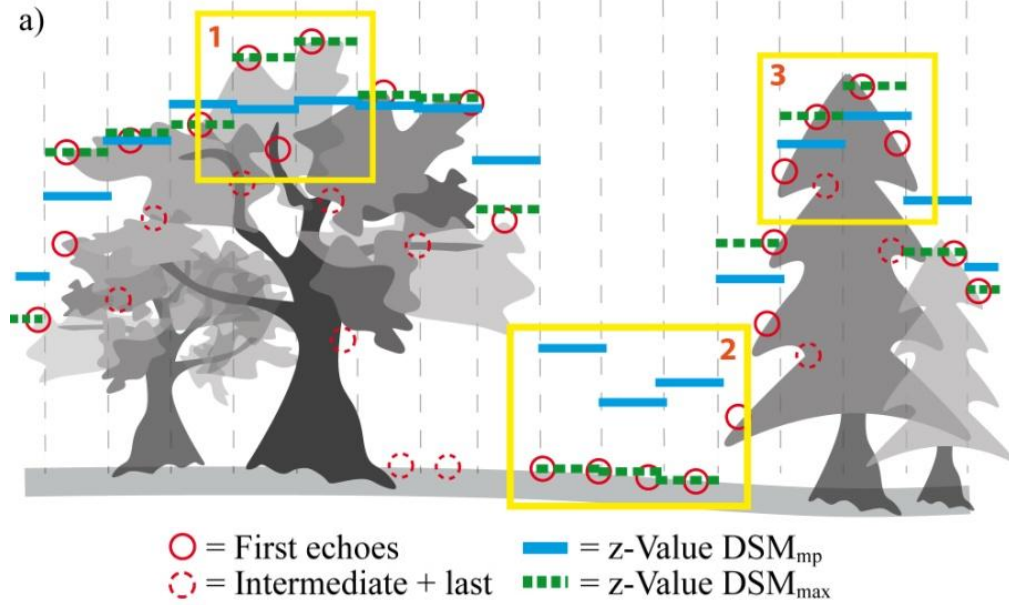 a)
1
3
2
= First echoes
= z-Value DSMmp
= Intermediate + last
= z-Value DSMmax